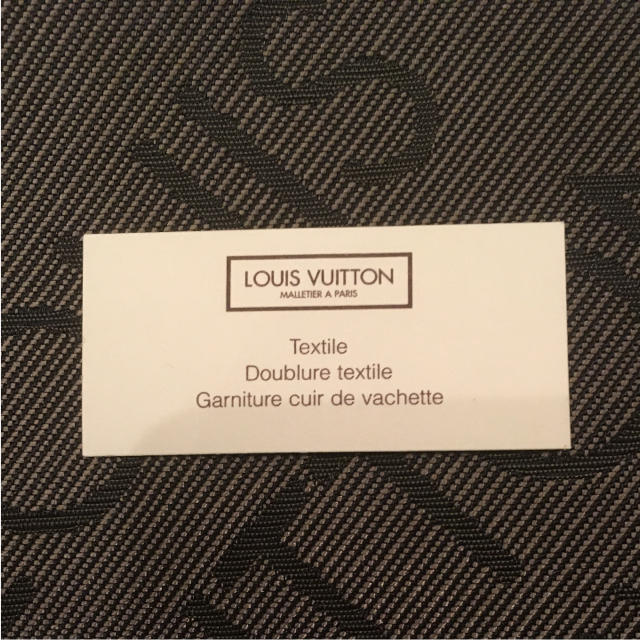 LOUIS VUITTON
MALLETIER A PARIS
Textile
Doublure textile
Garniture cuir de vachette